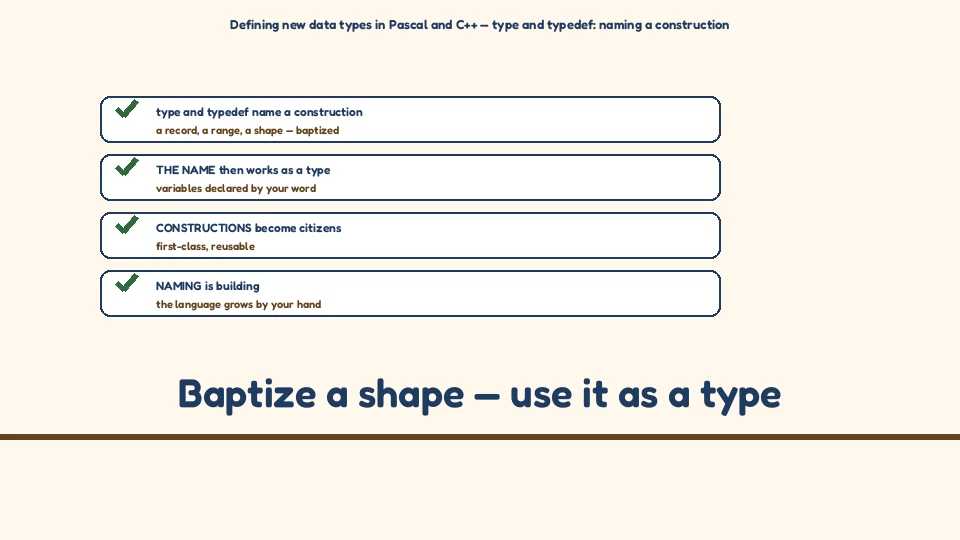 Defining new data types in Pascal and C++ — type and typedef: naming a construction
type and typedef name a construction
a record, a range, a shape — baptized
THE NAME then works as a type
variables declared by your word
CONSTRUCTIONS become citizens
first-class, reusable
NAMING is building
the language grows by your hand
Baptize a shape — use it as a type